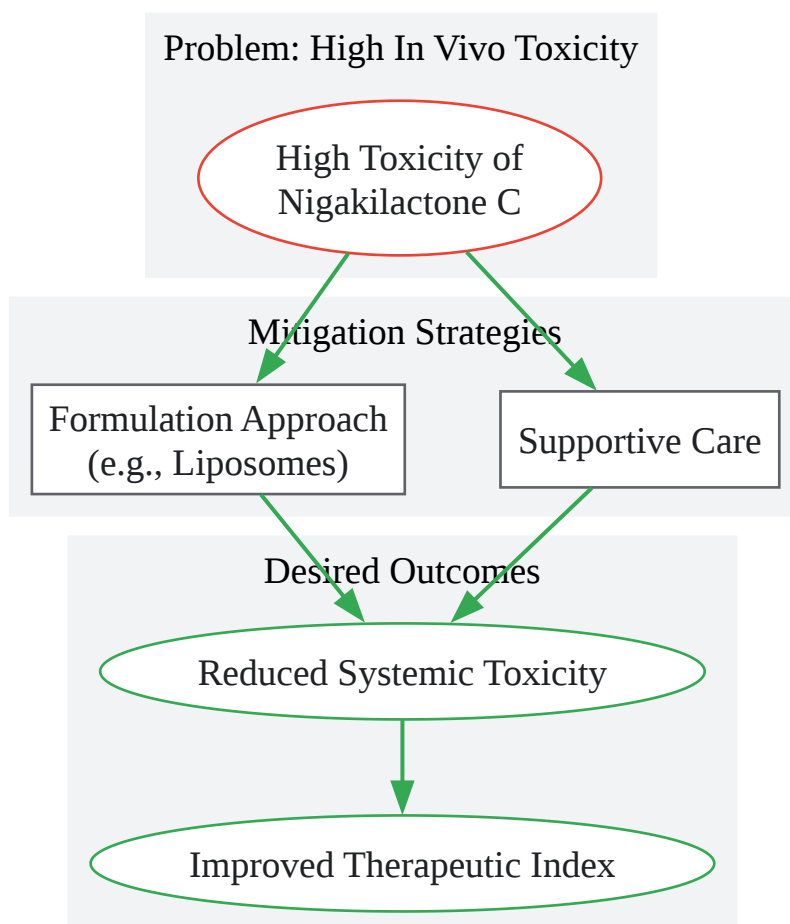 Problem: High In Vivo Toxicity
High Toxicity of
Nigakilactone C
Mitigation Strategies
Formulation Approach
(e.g., Liposomes)
Supportive Care
Desired Outcomes
Reduced Systemic Toxicity
Improved Therapeutic Index